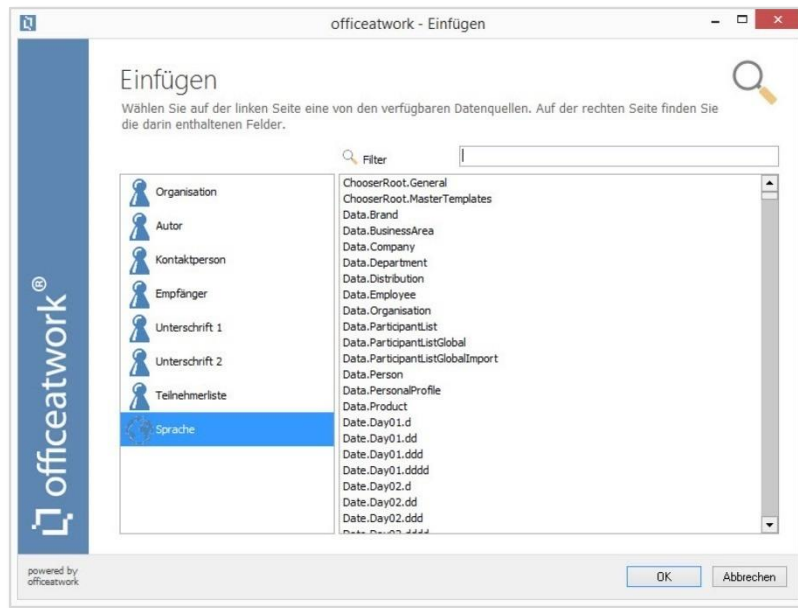 officeatwork - Einfügen
Einfügen
Wählen Sie auf der linken Seite eine von den verfügbaren Datenquellen. Auf der rechten Seite finden Sie
die darin enthaltenen Felder.
Filter
Organisation
Autor
Kontaktperson
Empfänger
Unterschrift 1
Unterschrift 2
Teilnehmerliste
Sprache
ChooserRoot.General
ChooserRoot.MasterTemplates
Data.Brand
Data.BusinessArea
Data.Company
Data.Department
Data.Distribution
Data.Employee
Data.Organisation
Data.ParticipantList
Data.ParticipantListGlobal
Data.ParticipantListGlobalImport
Data.Person
Data.PersonalProfile
Data.Product
Date.Day01.d
Date.Day01.dd
Date.Day01.ddd
Date.Day01.dddd
Date.Day02.d
Date.Day02.dd
Date.Day02.ddd
Date.Day02.dddd
officeatwork®
powered by
officeatwork
OK
Abbrechen